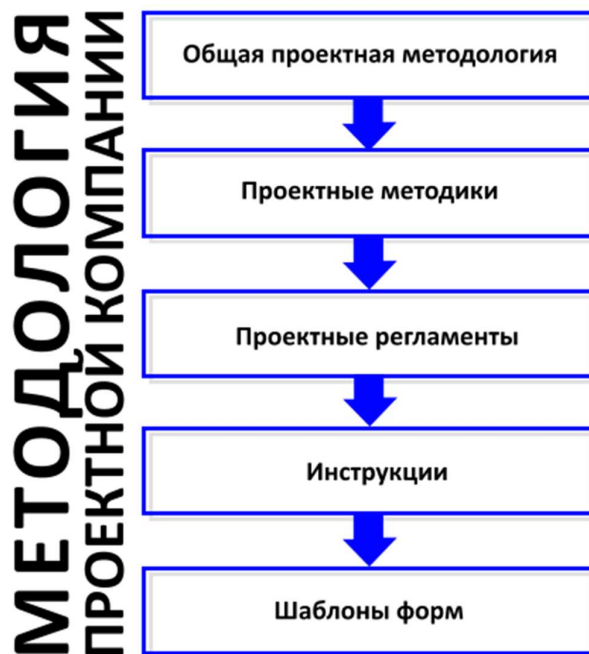 МЕТОДОЛОГИЯ
ПРОЕКТНОЙ КОМПАНИИ
Общая проектная методология
Проектные методики
Проектные регламенты
Инструкции
Шаблоны форм